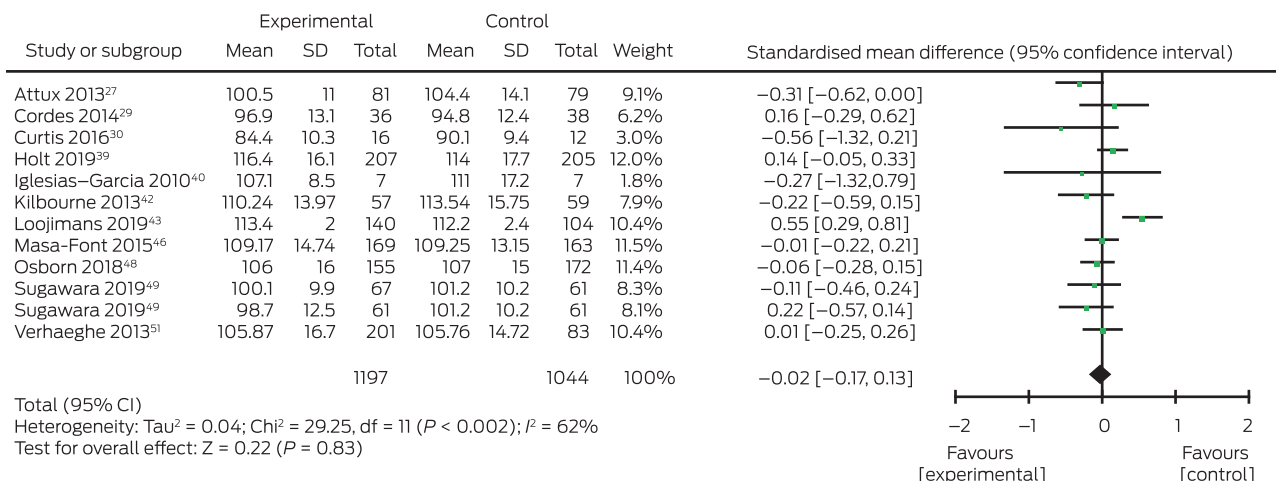 Experimental Control
Study or subgroup Mean SD Total Mean SD Total Weight Standardised mean difference (95% confidence interval)
Attux 2013²⁷ 100.5 11 81 104.4 14.1 79 9.1% −0.31 [−0.62, 0.00]
Cordes 2014²⁹ 96.9 13.1 36 94.8 12.4 38 6.2% 0.16 [−0.29, 0.62]
Curtis 2016³⁰ 84.4 10.3 16 90.1 9.4 12 3.0% −0.56 [−1.32, 0.21]
Holt 2019³⁹ 116.4 16.1 207 114 17.7 205 12.0% 0.14 [−0.05, 0.33]
Iglesias–Garcia 2010⁴⁰ 107.1 8.5 7 111 17.2 7 1.8% −0.27 [−1.32,0.79]
Kilbourne 2013⁴² 110.24 13.97 57 113.54 15.75 59 7.9% −0.22 [−0.59, 0.15]
Loojimans 2019⁴³ 113.4 2 140 112.2 2.4 104 10.4% 0.55 [0.29, 0.81]
Masa-Font 2015⁴⁶ 109.17 14.74 169 109.25 13.15 163 11.5% −0.01 [−0.22, 0.21]
Osborn 2018⁴⁸ 106 16 155 107 15 172 11.4% −0.06 [−0.28, 0.15]
Sugawara 2019⁴⁹ 100.1 9.9 67 101.2 10.2 61 8.3% −0.11 [−0.46, 0.24]
Sugawara 2019⁴⁹ 98.7 12.5 61 101.2 10.2 61 8.1% 0.22 [−0.57, 0.14]
Verhaeghe 2013⁵¹ 105.87 16.7 201 105.76 14.72 83 10.4% 0.01 [−0.25, 0.26]
1197 1044 100% −0.02 [−0.17, 0.13]
Total (95% CI)
Heterogeneity: Tau² = 0.04; Chi² = 29.25, df = 11 (P < 0.002); I² = 62%
Test for overall effect: Z = 0.22 (P = 0.83)
−2 −1 0 1 2
Favours Favours
[experimental] [control]